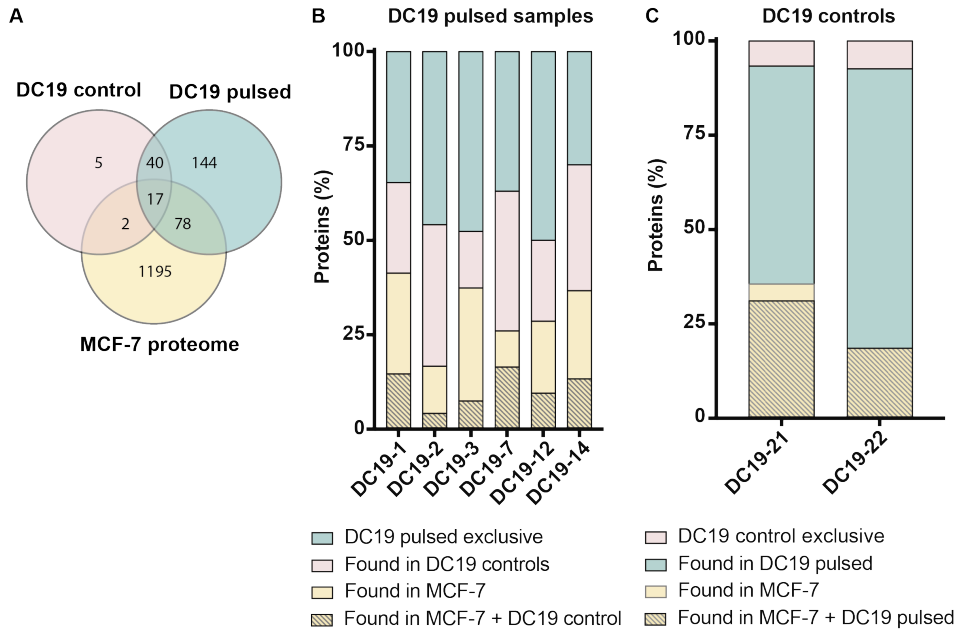 A
DC19 control
DC19 pulsed
5
40
144
17
2
78
1195
MCF-7 proteome
B
DC19 pulsed samples
Proteins (%)
100
75
50
25
0
DC19-1
DC19-2
DC19-3
DC19-7
DC19-12
DC19-14
DC19 pulsed exclusive
Found in DC19 controls
Found in MCF-7
Found in MCF-7 + DC19 control
C
DC19 controls
Proteins (%)
100
75
50
25
0
DC19-21
DC19-22
DC19 control exclusive
Found in DC19 pulsed
Found in MCF-7
Found in MCF-7 + DC19 pulsed